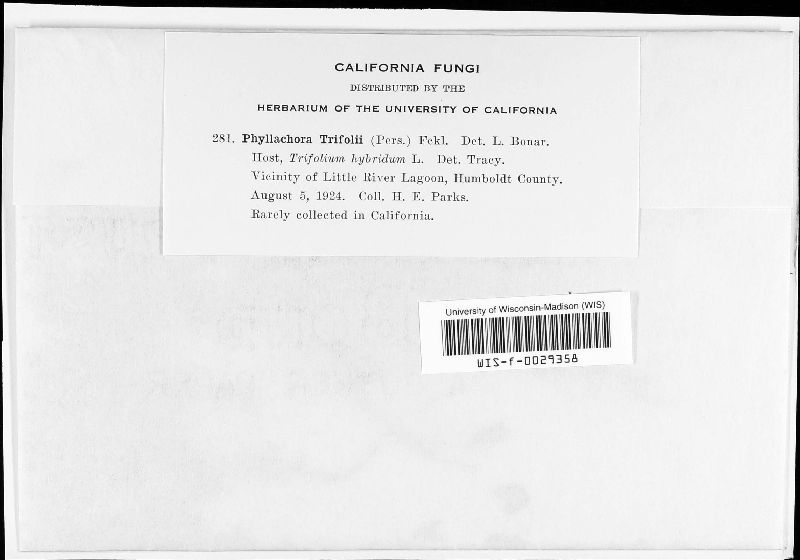 CALIFORNIA FUNGI
DISTRIBUTED BY THE
HERBARIUM OF THE UNIVERSITY OF CALIFORNIA
281. Phyllachora Trifolii (Pers.) Fckl. Det. L. Bonar.
Host, Trifolium hybridum L. Det. Tracy.
Vicinity of Little River Lagoon, Humboldt County.
August 5, 1924. Coll. H. E. Parks.
Rarely collected in California.
University of Wisconsin-Madison (WIS)
WIS-f-0029358